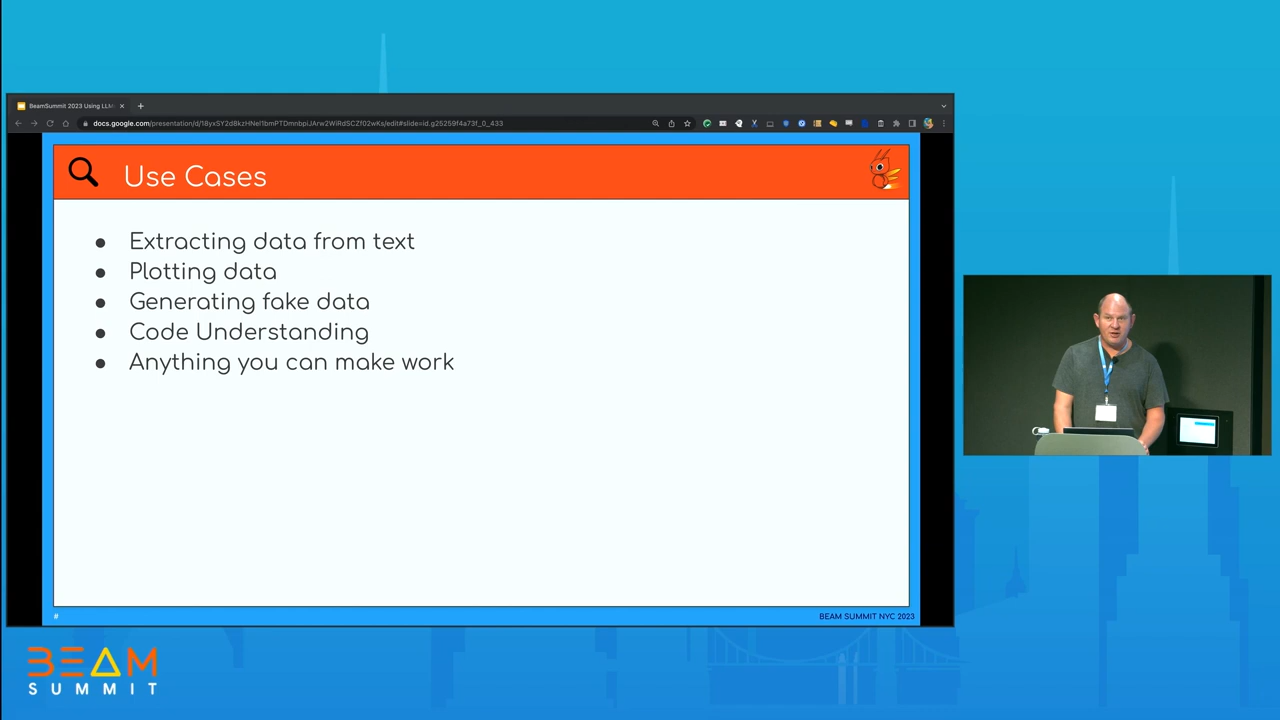 BeamSummit 2023 Using LLM
docs.google.com/presentation/d/18yxSY2d8kzHNel1bmPTDmnbpiJArw2WiRdSCZf02wKs/edit#slide=id.g25259f4a73f_0_433
Use Cases
● Extracting data from text
● Plotting data
● Generating fake data
● Code Understanding
● Anything you can make work
#
BEAM SUMMIT NYC 2023
BEAM
SUMMIT